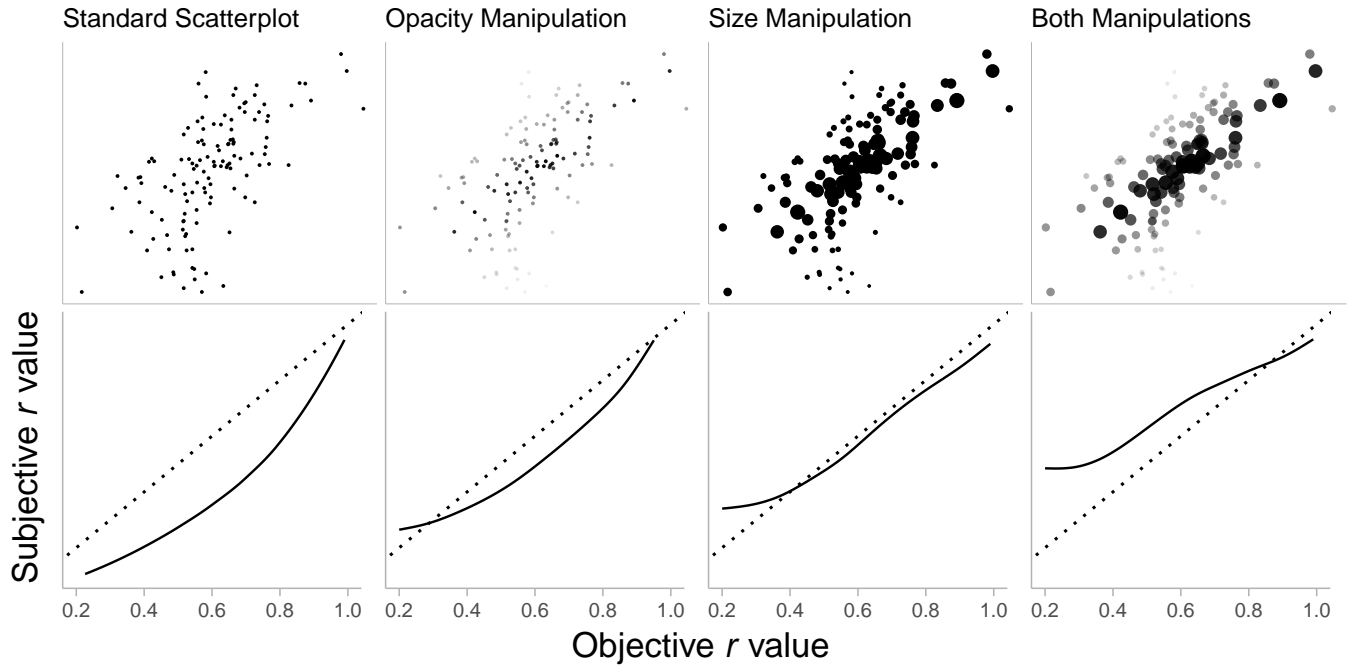 Standard Scatterplot
Opacity Manipulation
Size Manipulation
Both Manipulations
Subjective r value
0.2 0.4 0.6 0.8 1.0
0.2 0.4 0.6 0.8 1.0
0.2 0.4 0.6 0.8 1.0
0.2 0.4 0.6 0.8 1.0
Objective r value